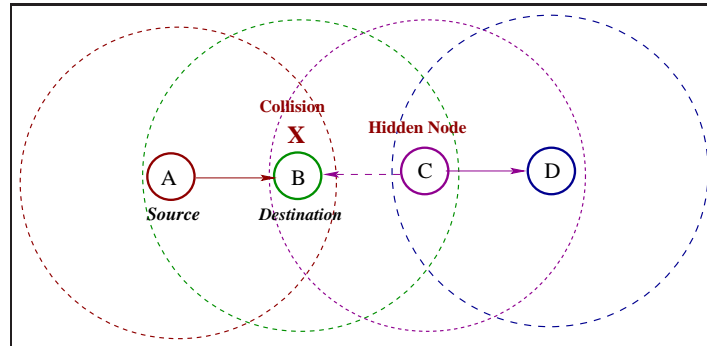 Collision
X
Hidden Node
A
B
C
D
Source
Destination